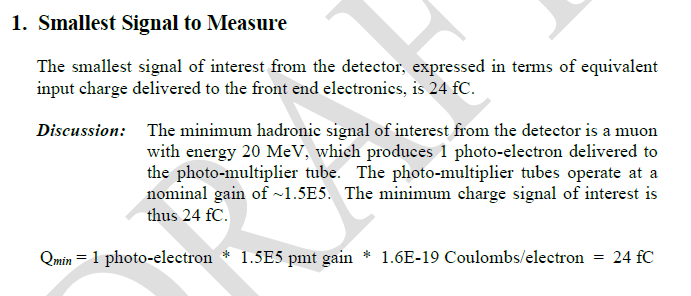 1. Smallest Signal to Measure
The smallest signal of interest from the detector, expressed in terms of equivalent
input charge delivered to the front end electronics, is 24 fC.
Discussion: The minimum hadronic signal of interest from the detector is a muon
with energy 20 MeV, which produces 1 photo-electron delivered to
the photo-multiplier tube. The photo-multiplier tubes operate at a
nominal gain of ~1.5E5. The minimum charge signal of interest is
thus 24 fC.
Qmin = 1 photo-electron * 1.5E5 pmt gain * 1.6E-19 Coulombs/electron = 24 fC
DRAFT